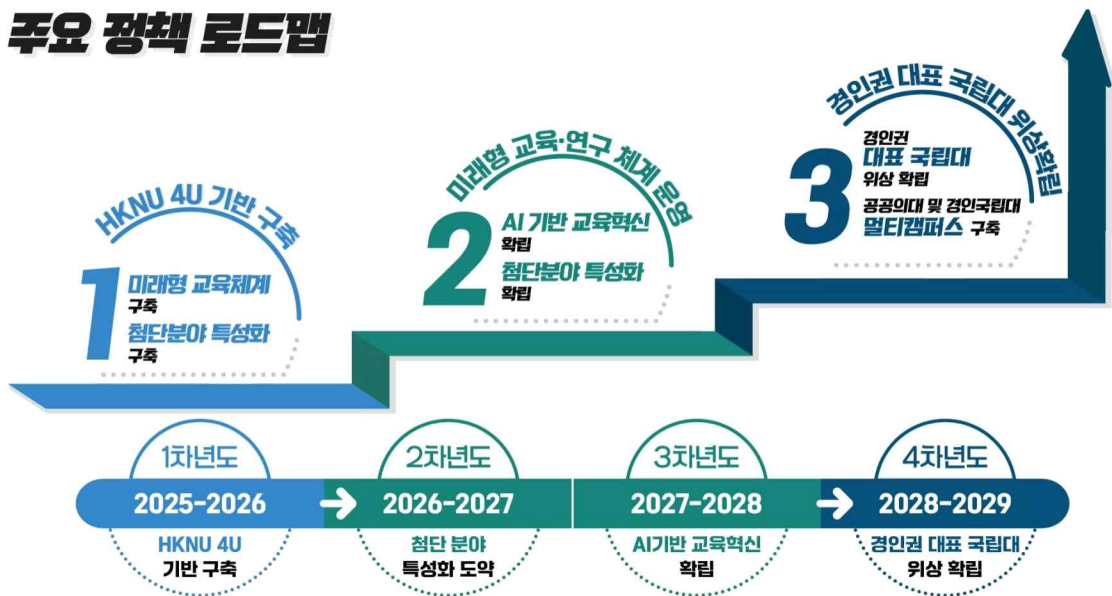 주요 정책 로드맵
HKNU 4U 기반 구축
1
미래형 교육체계
구축
첨단분야 특성화
구축
미래형 교육·연구 체계 운영
2
AI 기반 교육혁신
확립
첨단분야 특성화
확립
경인권 대표 국립대 위상확립
3
경인권
대표 국립대
위상 확립
공공의대 및 경인국립대
멀티캠퍼스 구축
1차년도
2025-2026
HKNU 4U
기반 구축
2차년도
2026-2027
첨단 분야
특성화 도약
3차년도
2027-2028
AI기반 교육혁신
확립
4차년도
2028-2029
경인권 대표 국립대
위상 확립